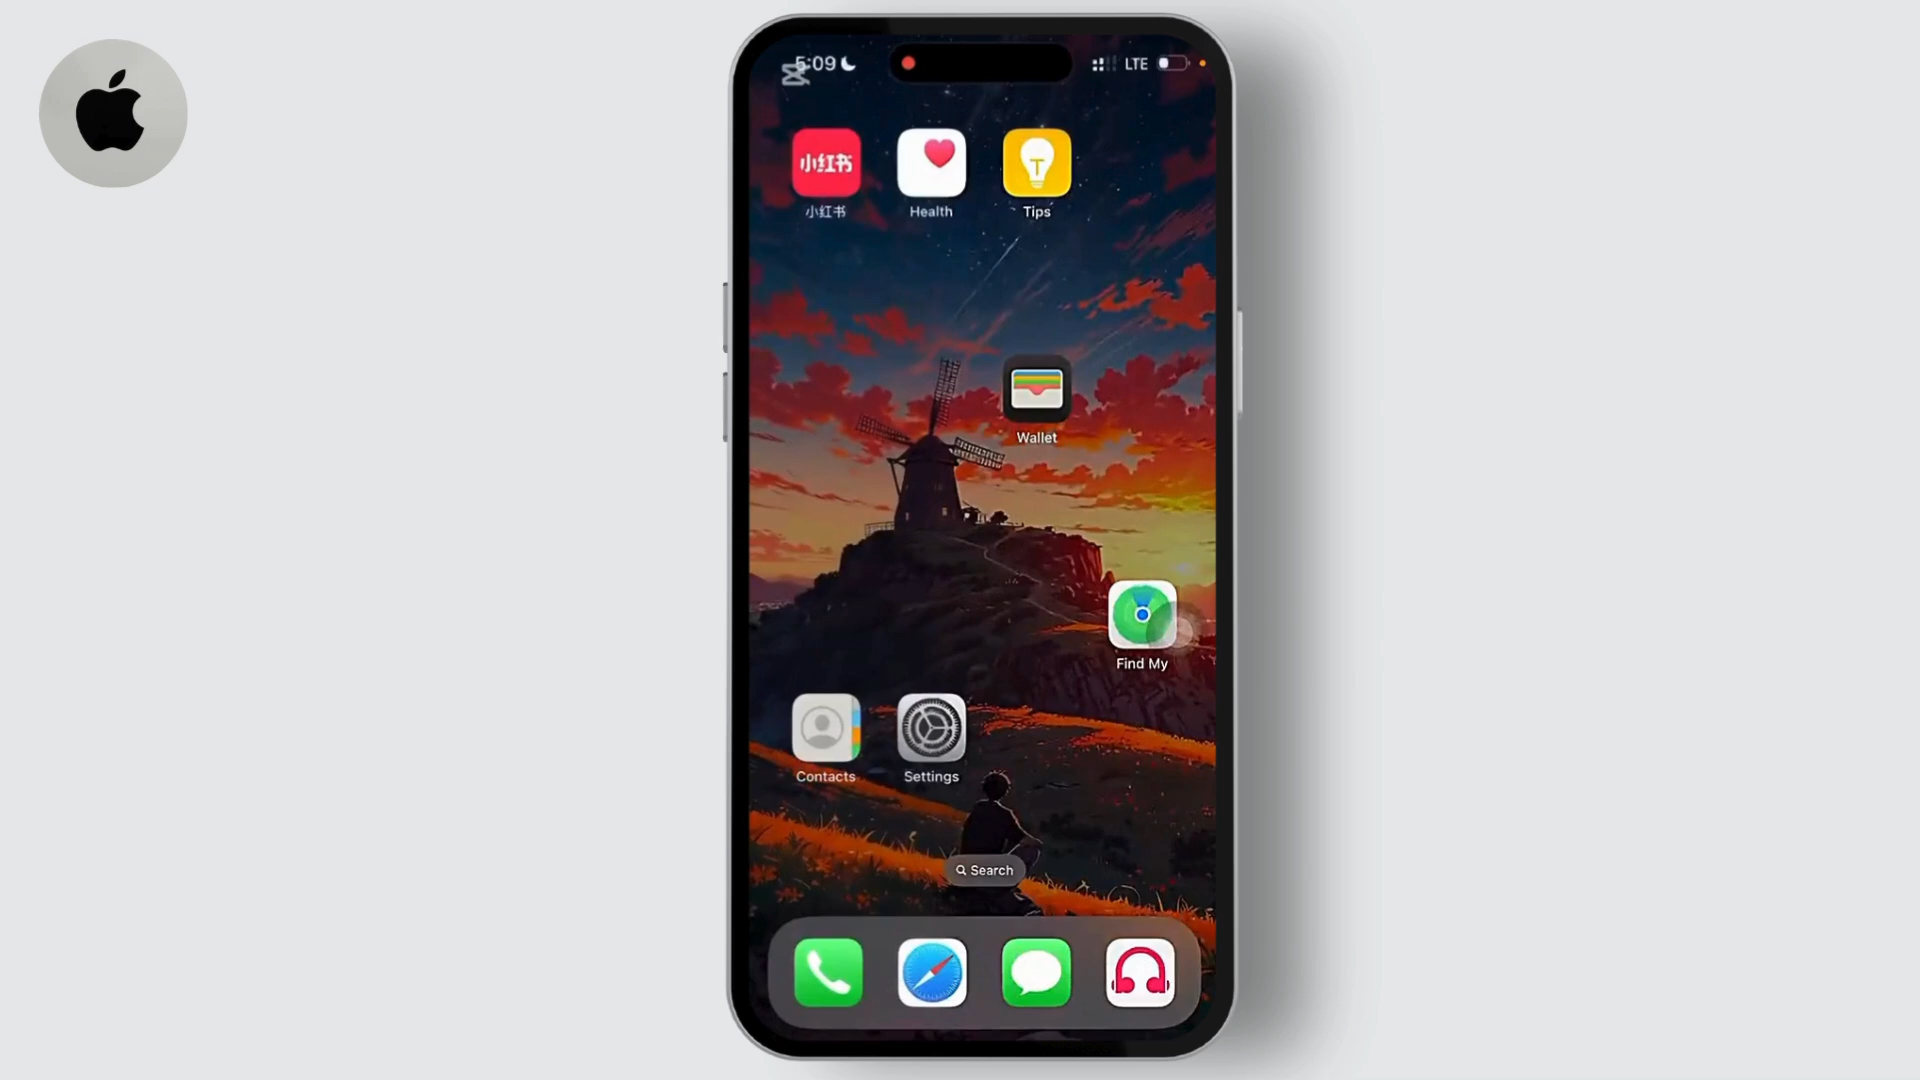 5:09
LTE
小红书
小红书
Health
T
Tips
Wallet
Find My
Contacts
Settings
Search